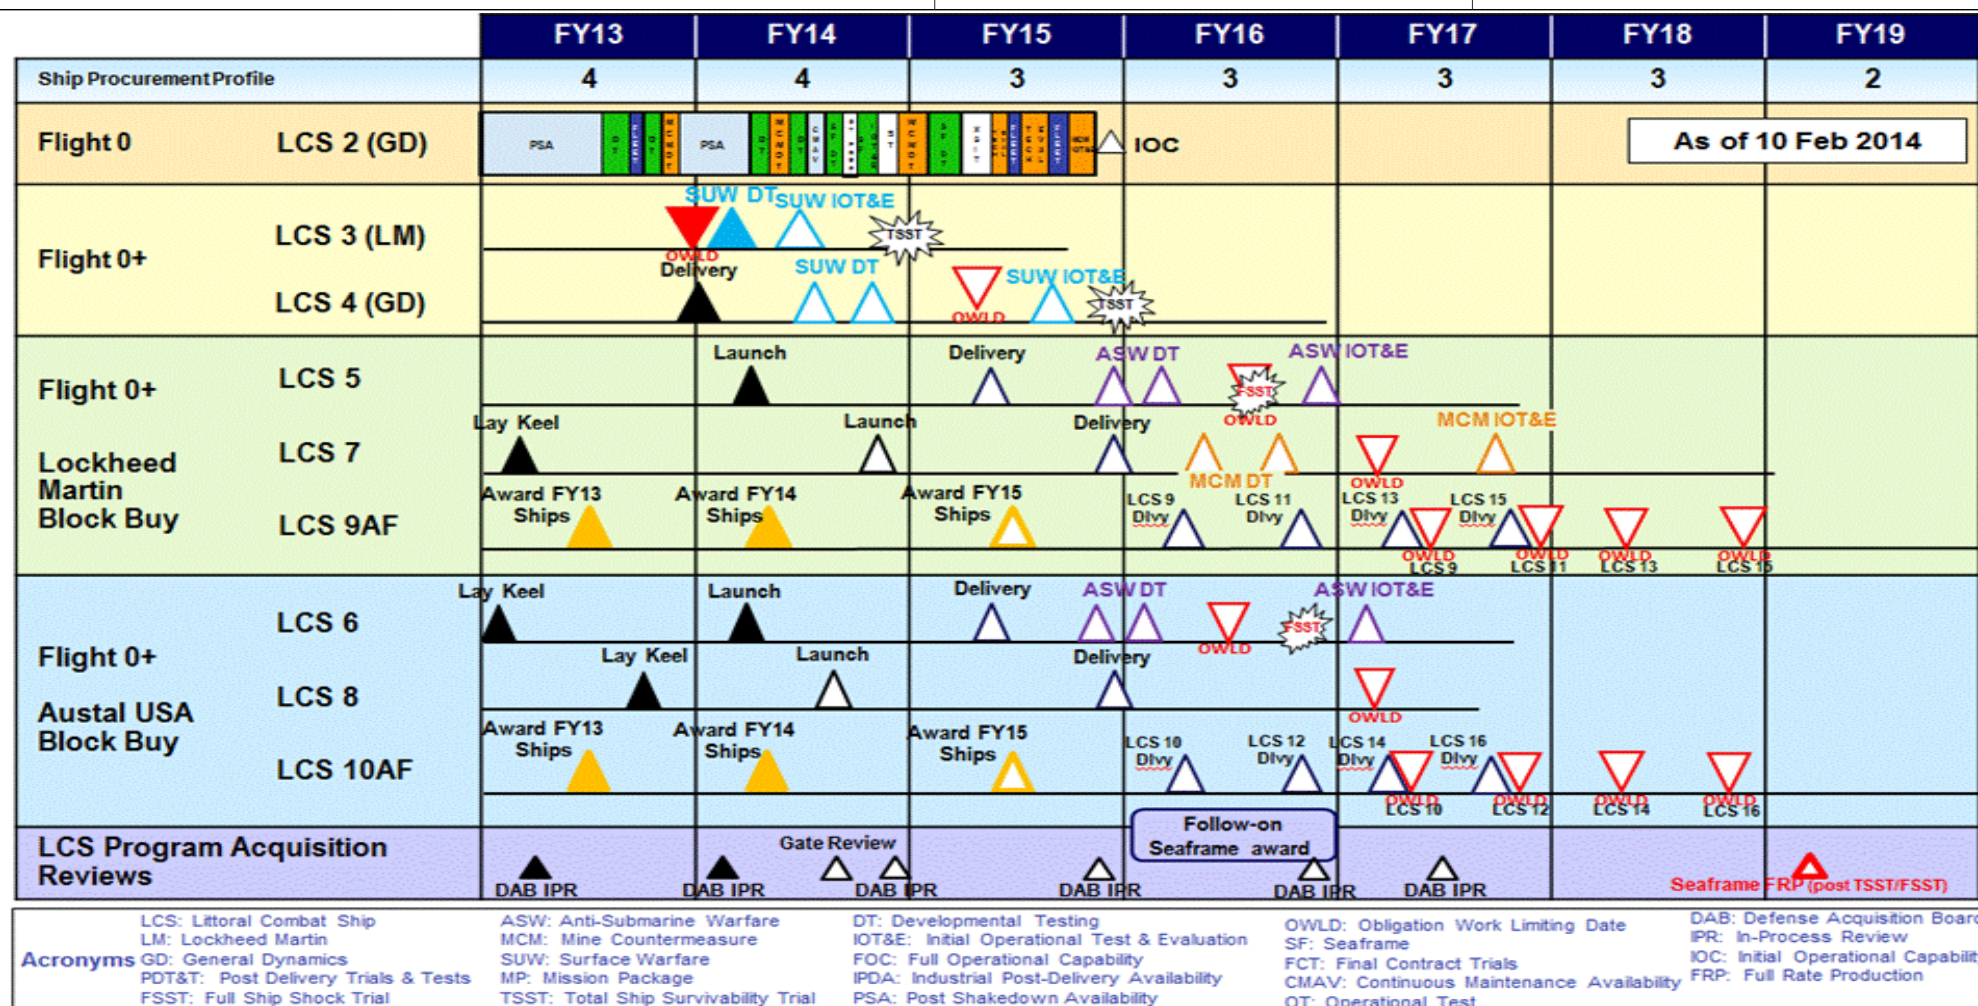 FY13 FY14 FY15 FY16 FY17 FY18 FY19
Ship Procurement Profile 4 4 3 3 3 3 2
Flight 0 LCS 2 (GD) PSA PSA IOC As of 10 Feb 2014
SUW DT SUW IOT&E
LCS 3 (LM) TSST
Flight 0+
OWLD
Delivery SUW DT SUW IOT&E
LCS 4 (GD) TSST
OWLD
Launch Delivery ASW DT ASW IOT&E
Flight 0+ LCS 5 FSST
Lay Keel Launch Delivery OWLD MCM IOT&E
LCS 7
Lockheed
Martin
Block Buy
MCM DT OWLD
Award FY13 Award FY14 Award FY15 LCS 9 LCS 11 LCS 13 LCS 15
Ships Ships Ships Dlvy Dlvy Dlvy Dlvy
LCS 9AF
OWLD OWLD OWLD OWLD
LCS 9 LCS 11 LCS 13 LCS 15
Lay Keel Launch Delivery ASW DT ASW IOT&E
LCS 6 FSST
OWLD
Flight 0+ Lay Keel Launch Delivery
LCS 8
Austal USA
Block Buy
OWLD
Award FY13 Award FY14 Award FY15 LCS 10 LCS 12 LCS 14 LCS 16
Ships Ships Ships Dlvy Dlvy Dlvy Dlvy
LCS 10AF
OWLD OWLD OWLD OWLD
LCS 10 LCS 12 LCS 14 LCS 16
Follow-on
Seaframe award
LCS Program Acquisition
Reviews
Gate Review
DAB IPR DAB IPR DAB IPR DAB IPR DAB IPR DAB IPR Seaframe FRP (post TSST/FSST)
Acronyms
LCS: Littoral Combat Ship
LM: Lockheed Martin
GD: General Dynamics
PDT&T: Post Delivery Trials & Tests
FSST: Full Ship Shock Trial
ASW: Anti-Submarine Warfare
MCM: Mine Countermeasure
SUW: Surface Warfare
MP: Mission Package
TSST: Total Ship Survivability Trial
DT: Developmental Testing
IOT&E: Initial Operational Test & Evaluation
FOC: Full Operational Capability
IPDA: Industrial Post-Delivery Availability
PSA: Post Shakedown Availability
OWLD: Obligation Work Limiting Date
SF: Seaframe
FCT: Final Contract Trials
CMAV: Continuous Maintenance Availability
OT: Operational Test
DAB: Defense Acquisition Board
IPR: In-Process Review
IOC: Initial Operational Capabilit
FRP: Full Rate Production